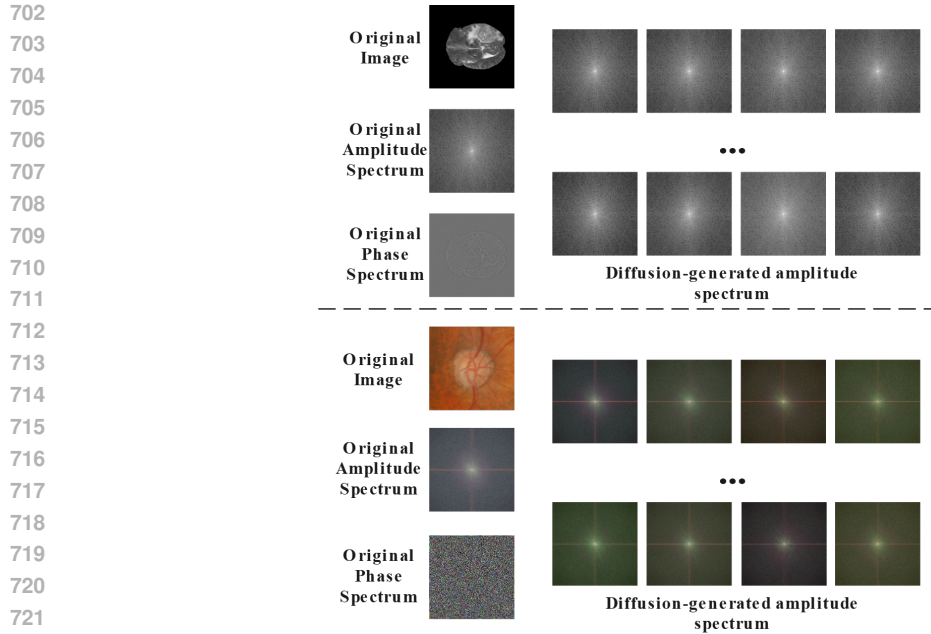 702
703
704
705
706
707
708
709
710
711
712
713
714
715
716
717
718
719
720
721
Original
Image
Original
Amplitude
Spectrum
Original
Phase
Spectrum
•••
Diffusion-generated amplitude
spectrum
Original
Image
Original
Amplitude
Spectrum
Original
Phase
Spectrum
•••
Diffusion-generated amplitude
spectrum